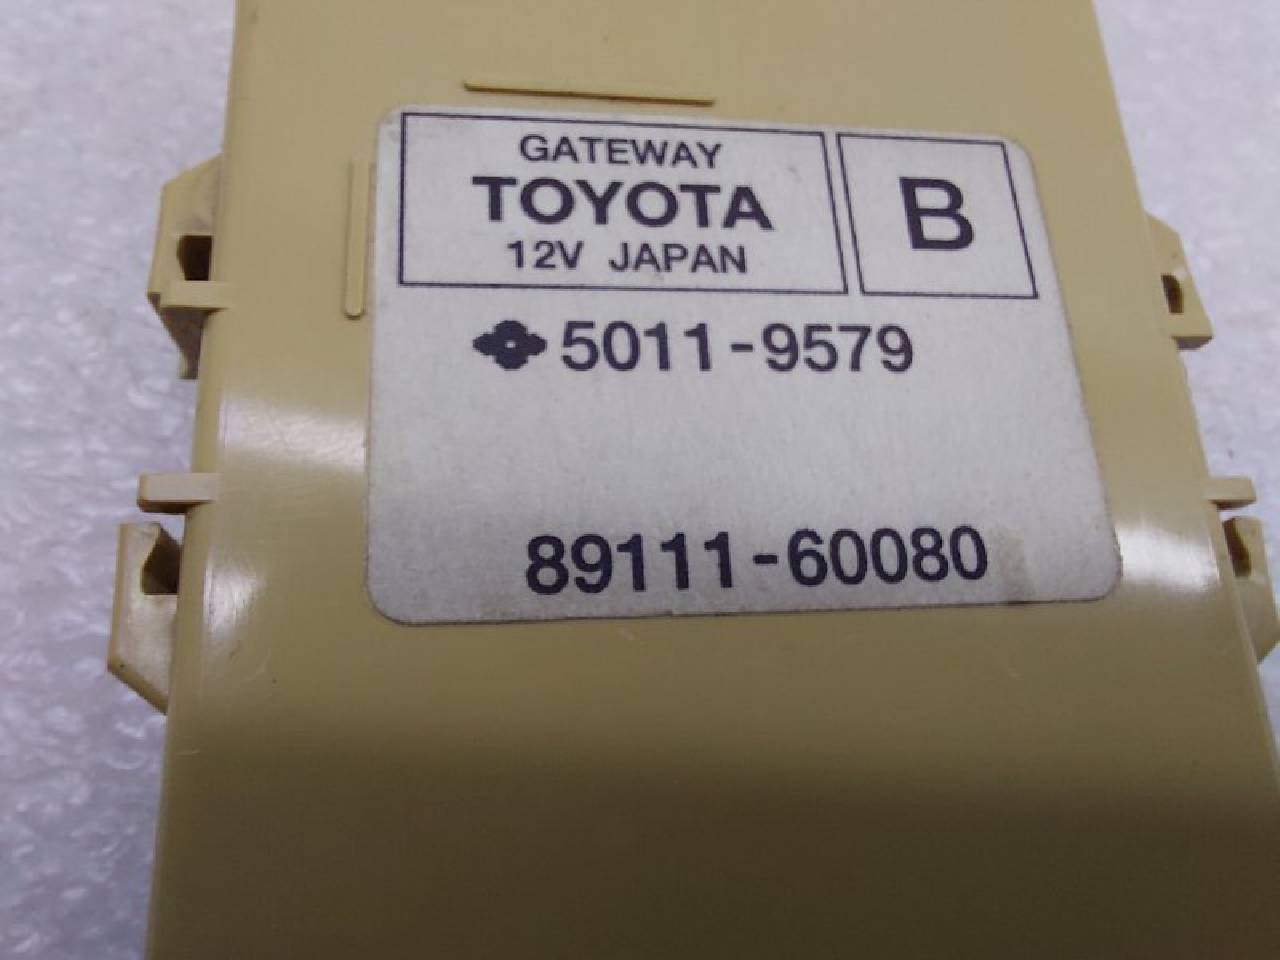 GATEWAY
TOYOTA
12V JAPAN
B
5011-9579
89111-60080